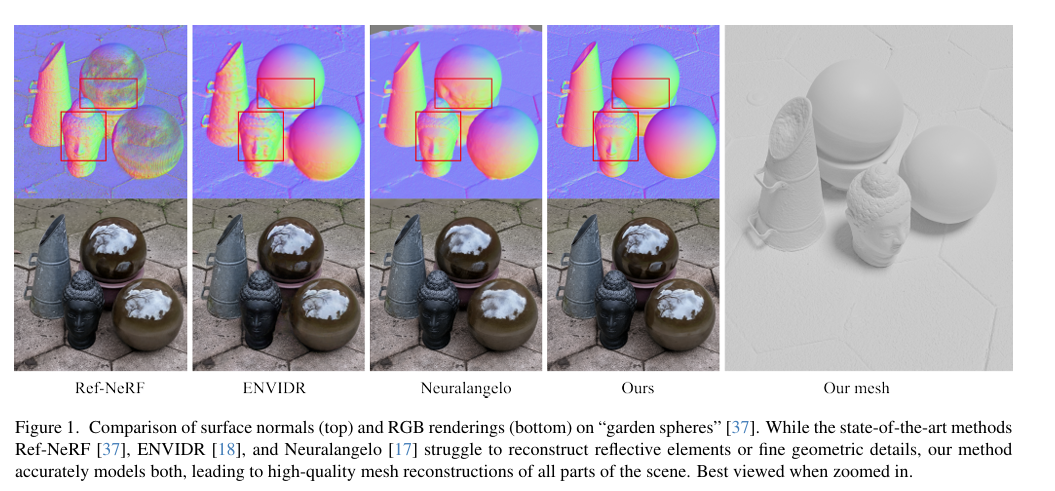 Ref-NeRF
ENVIDR
Neuralangelo
Ours
Our mesh
Figure 1. Comparison of surface normals (top) and RGB renderings (bottom) on “garden spheres” [37]. While the state-of-the-art methods
Ref-NeRF [37], ENVIDR [18], and Neuralangelo [17] struggle to reconstruct reflective elements or fine geometric details, our method
accurately models both, leading to high-quality mesh reconstructions of all parts of the scene. Best viewed when zoomed in.